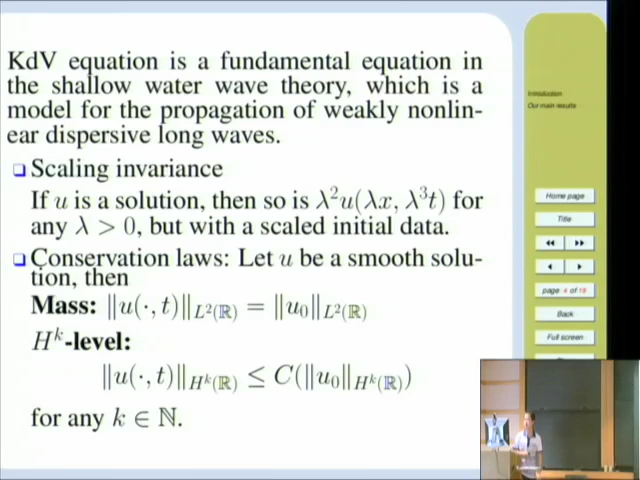 KdV equation is a fundamental equation in
the shallow water wave theory, which is a
model for the propagation of weakly nonlin-
ear dispersive long waves.
❑ Scaling invariance
If u is a solution, then so is λ²u(λx, λ³t) for
any λ > 0, but with a scaled initial data.
❑ Conservation laws: Let u be a smooth solu-
tion, then
Mass: ‖u(·, t)‖_{L²(ℝ)} = ‖u₀‖_{L²(ℝ)}
Hᵏ-level:
‖u(·, t)‖_{Hᵏ(ℝ)} ≤ C(‖u₀‖_{Hᵏ(ℝ)})
for any k ∈ ℕ.
Introduction
Our main results
Home page
Title
page 4 of 19
Back
Full screen